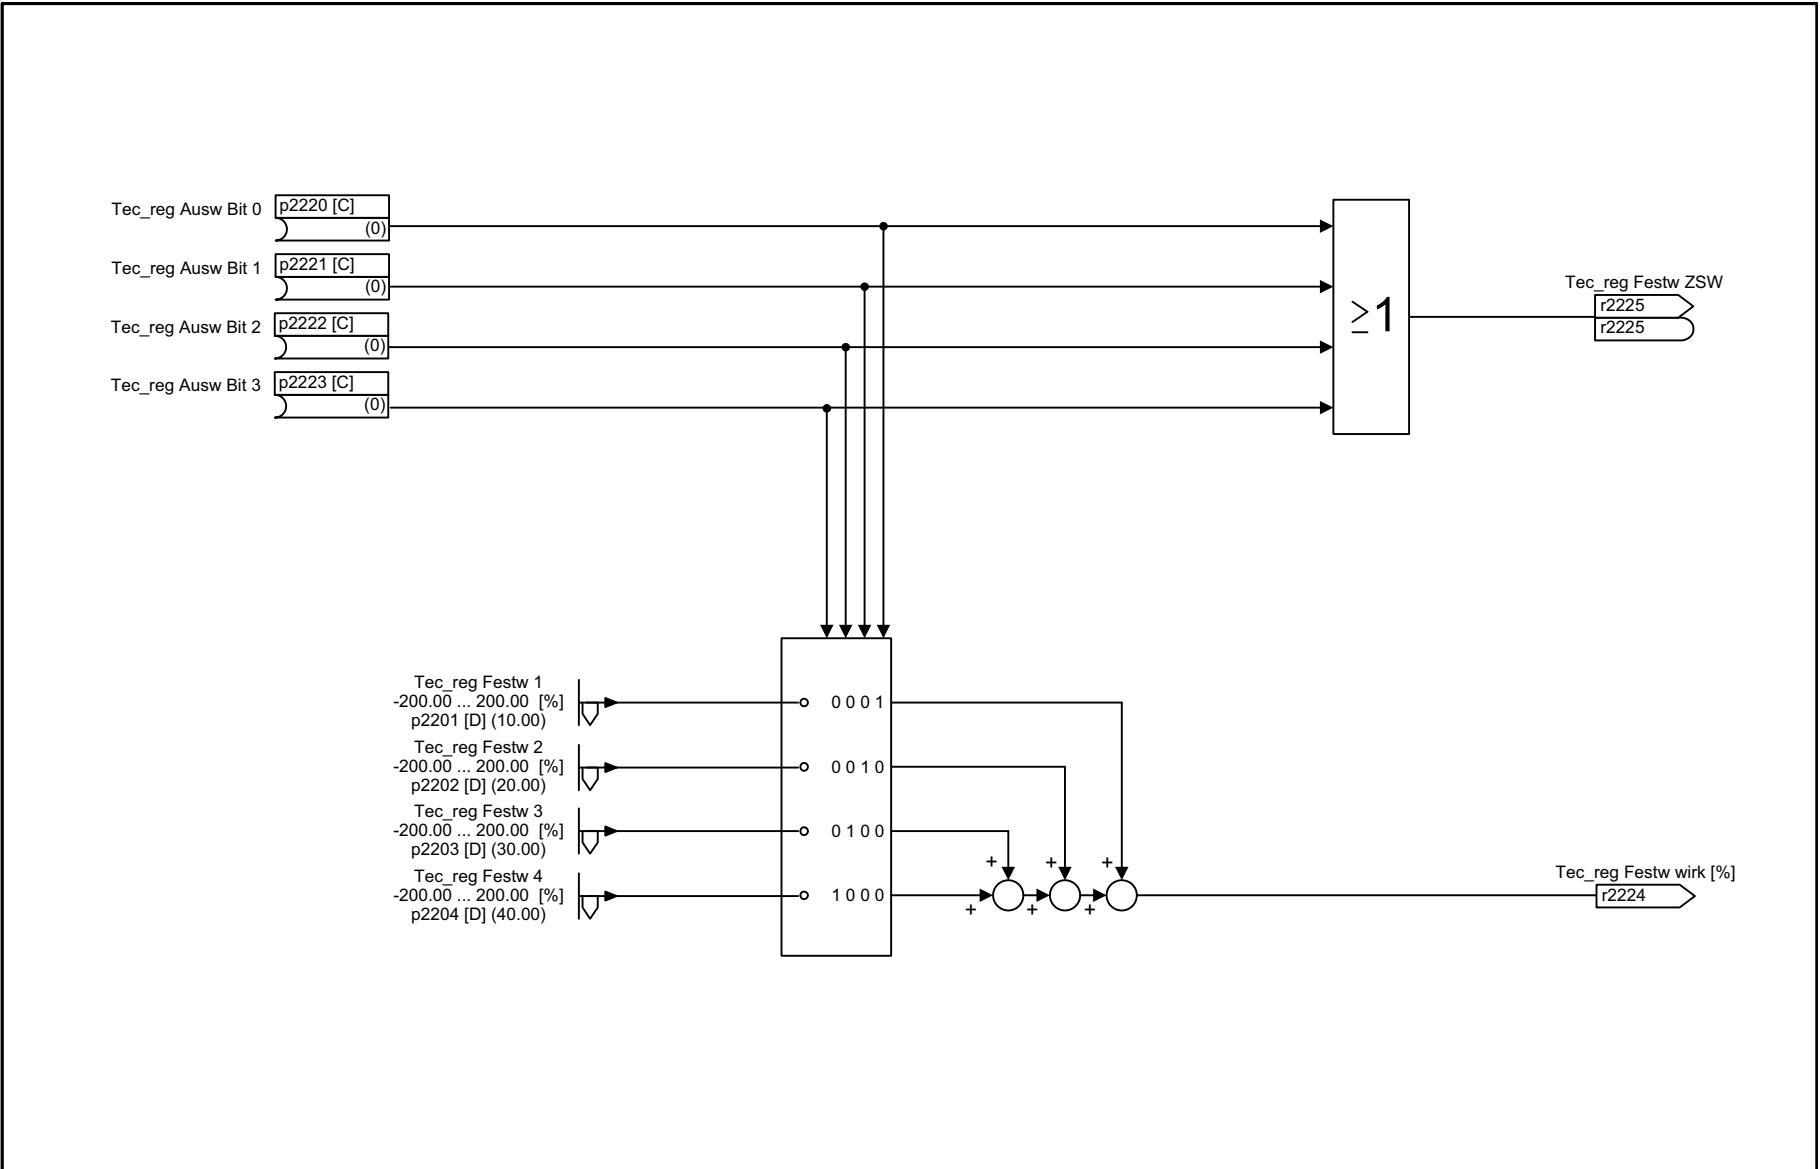 Tec_reg Ausw Bit 0
p2220 [C]
(0)
Tec_reg Ausw Bit 1
p2221 [C]
(0)
Tec_reg Ausw Bit 2
p2222 [C]
(0)
Tec_reg Ausw Bit 3
p2223 [C]
(0)
≥1
Tec_reg Festw ZSW
r2225
r2225
Tec_reg Festw 1
-200.00 ... 200.00 [%]
p2201 [D] (10.00)
0 0 0 1
Tec_reg Festw 2
-200.00 ... 200.00 [%]
p2202 [D] (20.00)
0 0 1 0
Tec_reg Festw 3
-200.00 ... 200.00 [%]
p2203 [D] (30.00)
0 1 0 0
Tec_reg Festw 4
-200.00 ... 200.00 [%]
p2204 [D] (40.00)
1 0 0 0
+ + +
+ + +
Tec_reg Festw wirk [%]
r2224